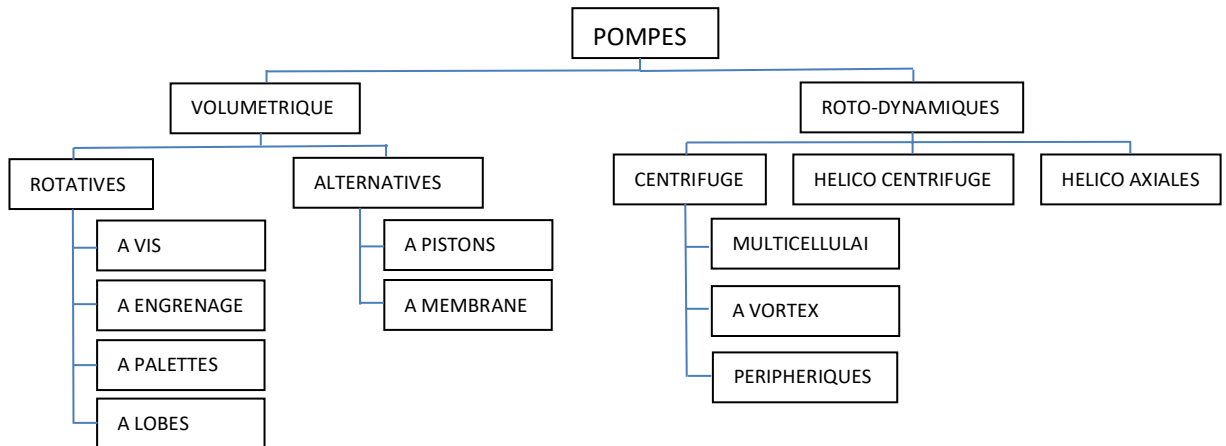 POMPES
VOLUMETRIQUE
ROTO-DYNAMIQUES
ROTATIVES
ALTERNATIVES
CENTRIFUGE
HELICO CENTRIFUGE
HELICO AXIALES
A VIS
A ENGRENAGE
A PALETTES
A LOBES
A PISTONS
A MEMBRANE
MULTICELLULAI
A VORTEX
PERIPHERIQUES